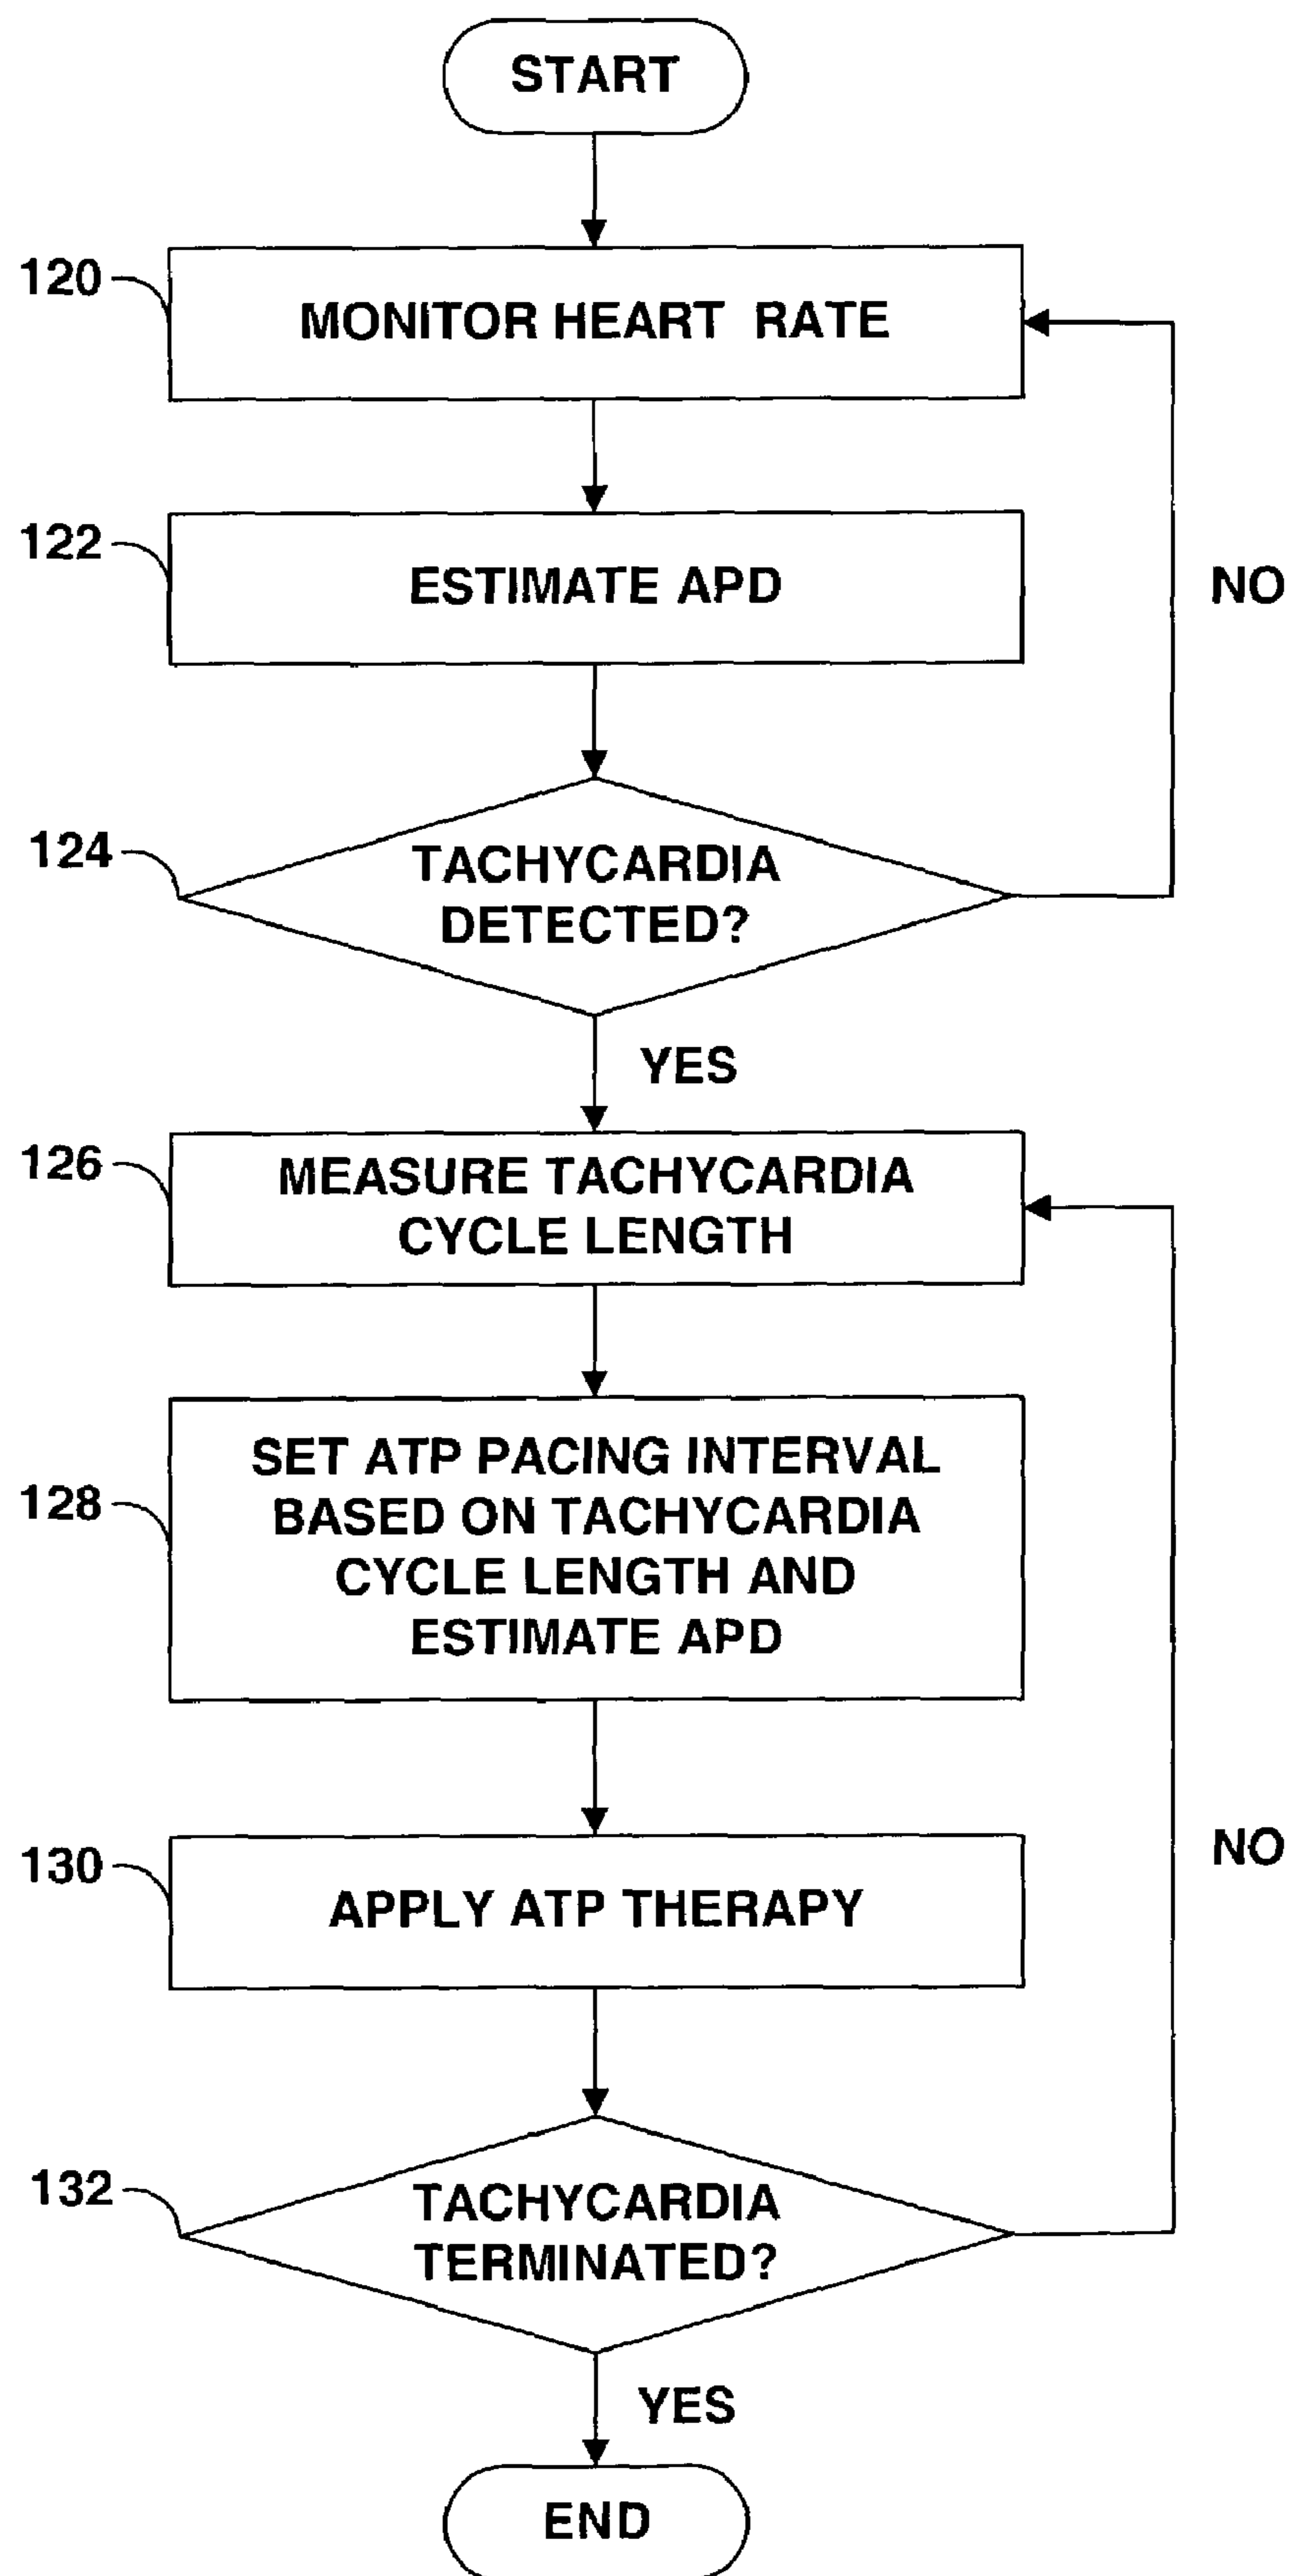 START
120
MONITOR HEART RATE
122
ESTIMATE APD
NO
124
TACHYCARDIA
DETECTED?
YES
126
MEASURE TACHYCARDIA
CYCLE LENGTH
128
SET ATP PACING INTERVAL
BASED ON TACHYCARDIA
CYCLE LENGTH AND
ESTIMATE APD
130
APPLY ATP THERAPY
NO
132
TACHYCARDIA
TERMINATED?
YES
END